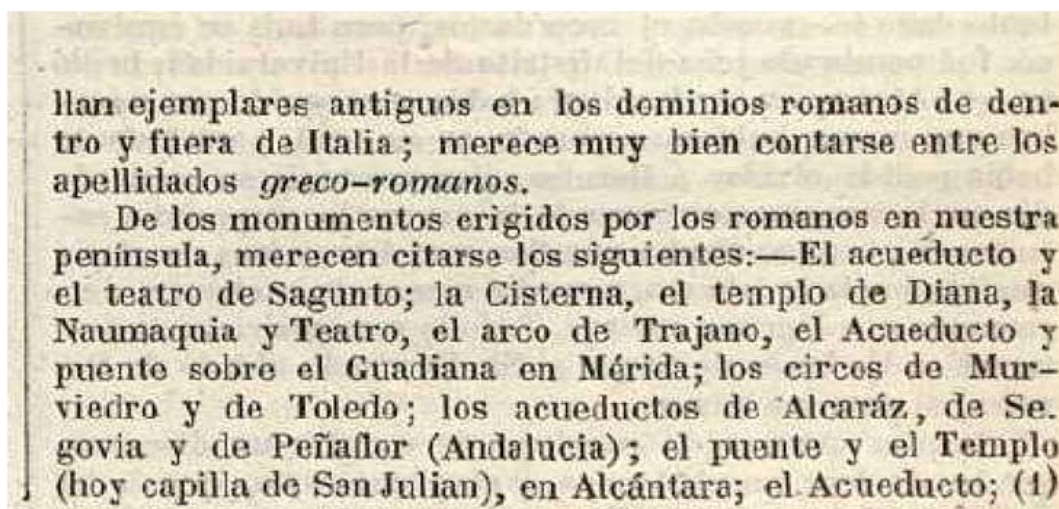 llan ejemplares antiguos en los dominios romanos de den-
tro y fuera de Italia; merece muy bien contarse entre los
apellidados greco-romanos.
De los monumentos erigidos por los romanos en nuestra
península, merecen citarse los siguientes:—El acueducto y
el teatro de Sagunto; la Cisterna, el templo de Diana, la
Naumaquia y Teatro, el arco de Trajano, el Acueducto y
puente sobre el Guadiana en Mérida; los circos de Mur-
viedro y de Toledo; los acueductos de Alcaráz, de Se.
govia y de Peñaflor (Andalucia); el puente y el Templo
(hoy capilla de San Julian), en Alcántara; el Acueducto; (1)